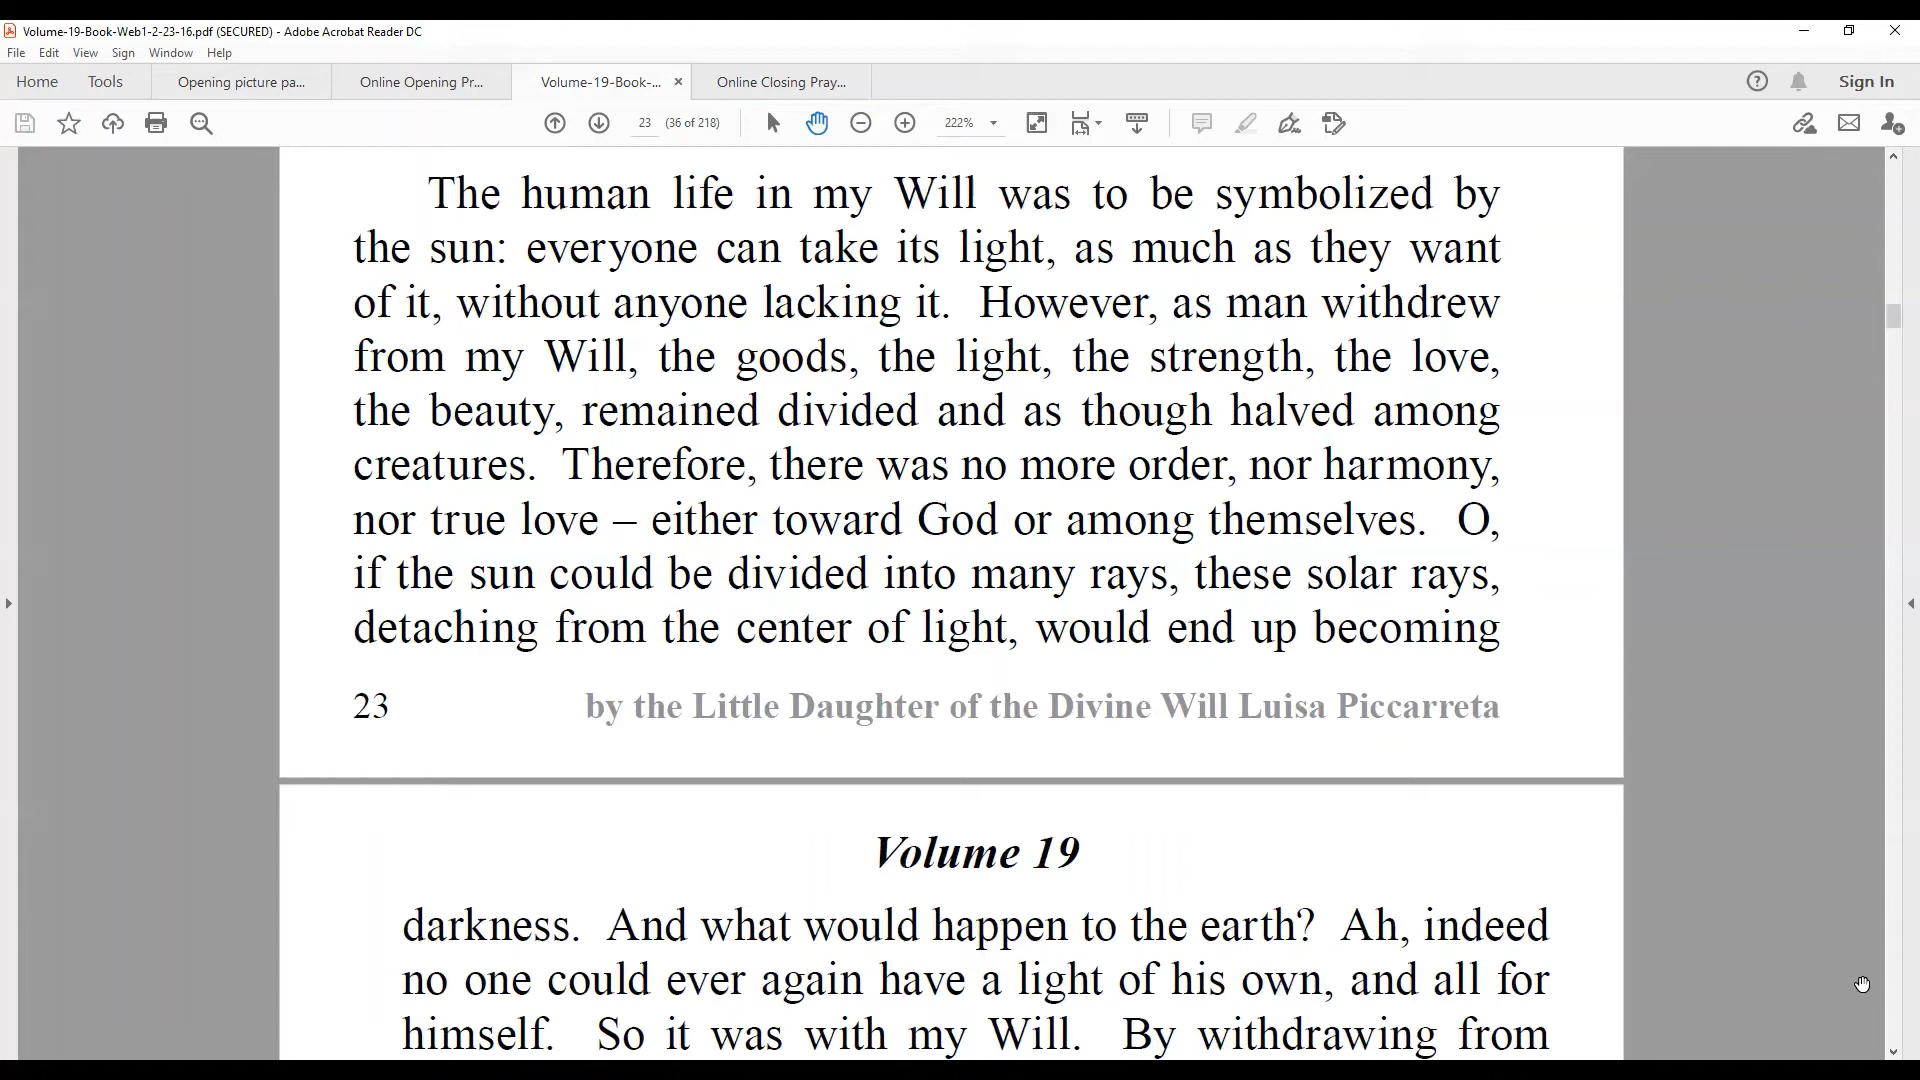 Volume-19-Book-Web1-2-23-16.pdf (SECURED) - Adobe Acrobat Reader DC
File Edit View Sign Window Help
Home Tools Opening picture pa... Online Opening Pr... Volume-19-Book-... × Online Closing Pray... Sign In
23 (36 of 218) 222%
The human life in my Will was to be symbolized by
the sun: everyone can take its light, as much as they want
of it, without anyone lacking it. However, as man withdrew
from my Will, the goods, the light, the strength, the love,
the beauty, remained divided and as though halved among
creatures. Therefore, there was no more order, nor harmony,
nor true love – either toward God or among themselves. O,
if the sun could be divided into many rays, these solar rays,
detaching from the center of light, would end up becoming
23 by the Little Daughter of the Divine Will Luisa Piccarreta
Volume 19
darkness. And what would happen to the earth? Ah, indeed
no one could ever again have a light of his own, and all for
himself. So it was with my Will. By withdrawing from